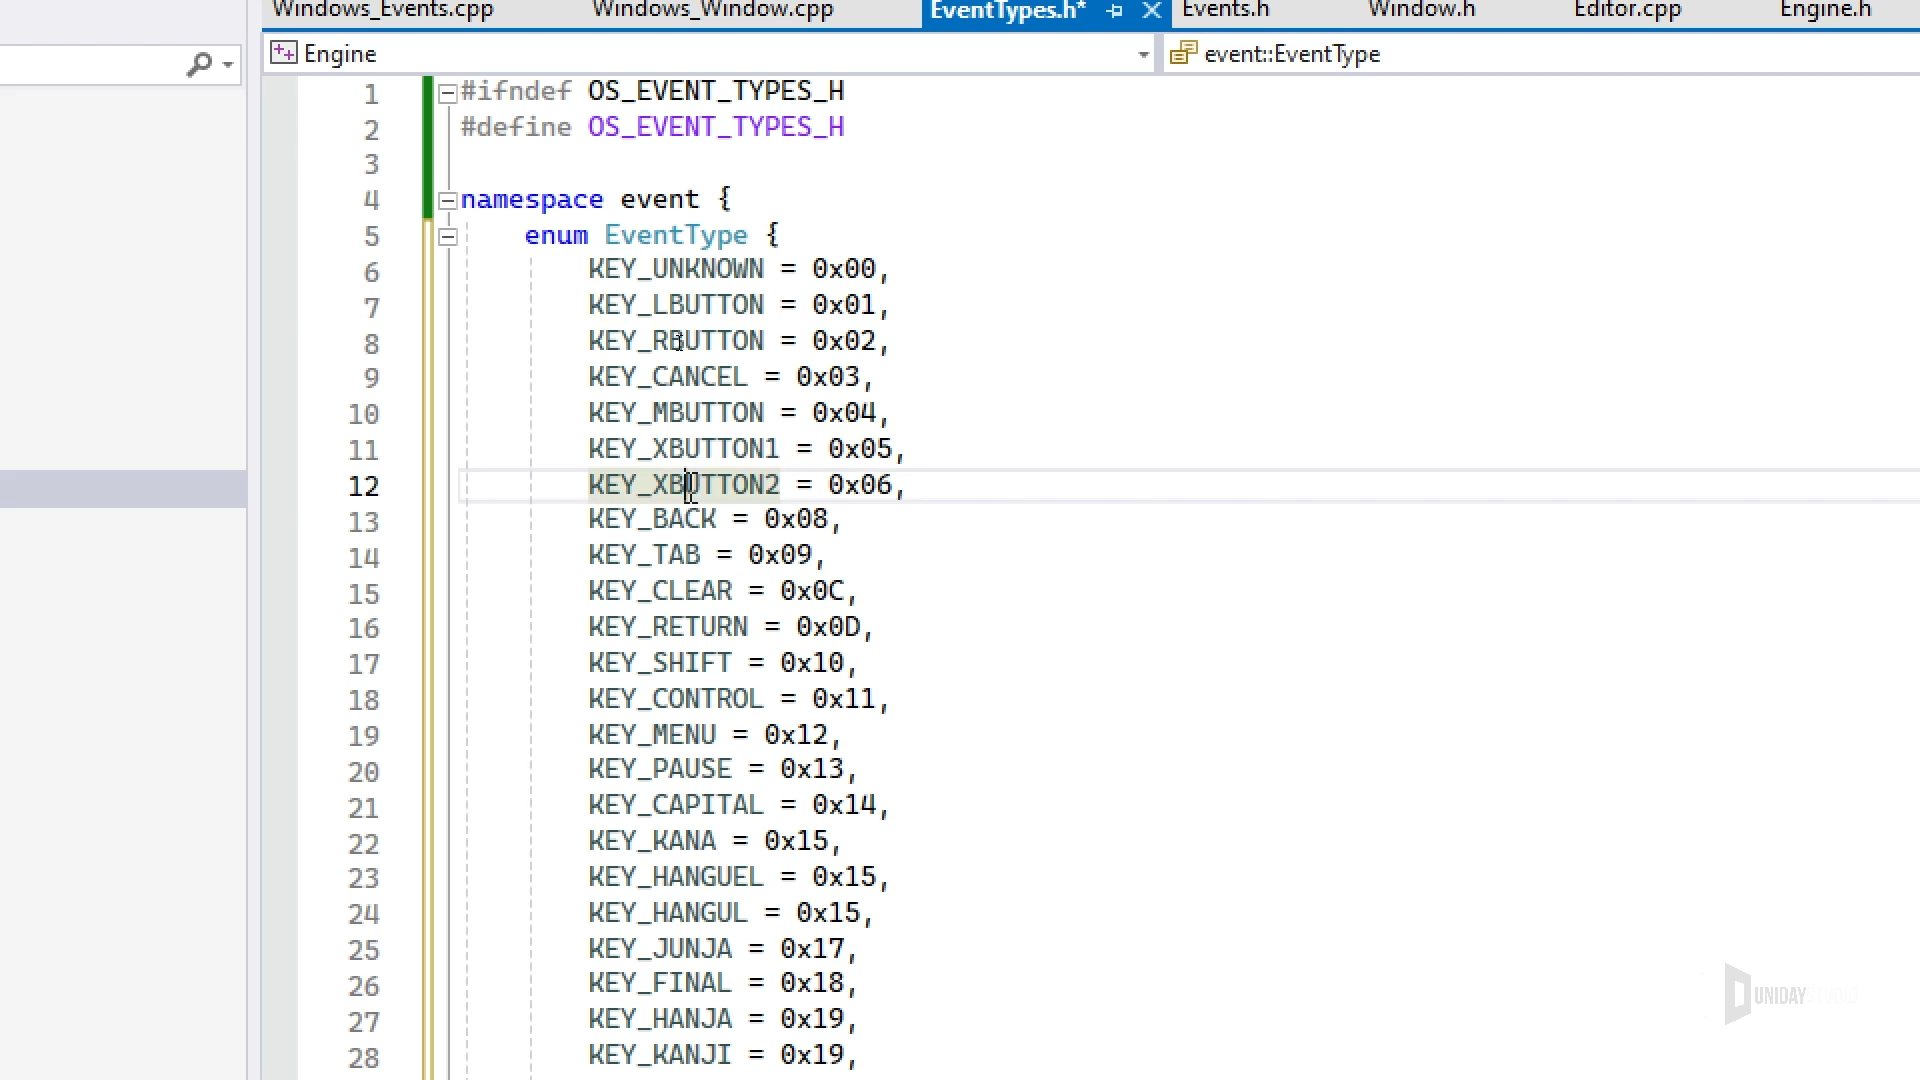 Windows_Events.cpp Windows_Window.cpp EventTypes.h* Events.h Window.h Editor.cpp Engine.h
Engine event::EventType
1 #ifndef OS_EVENT_TYPES_H
2 #define OS_EVENT_TYPES_H
3
4 namespace event {
5 enum EventType {
6 KEY_UNKNOWN = 0x00,
7 KEY_LBUTTON = 0x01,
8 KEY_RBUTTON = 0x02,
9 KEY_CANCEL = 0x03,
10 KEY_MBUTTON = 0x04,
11 KEY_XBUTTON1 = 0x05,
12 KEY_XBUTTON2 = 0x06,
13 KEY_BACK = 0x08,
14 KEY_TAB = 0x09,
15 KEY_CLEAR = 0x0C,
16 KEY_RETURN = 0x0D,
17 KEY_SHIFT = 0x10,
18 KEY_CONTROL = 0x11,
19 KEY_MENU = 0x12,
20 KEY_PAUSE = 0x13,
21 KEY_CAPITAL = 0x14,
22 KEY_KANA = 0x15,
23 KEY_HANGUEL = 0x15,
24 KEY_HANGUL = 0x15,
25 KEY_JUNJA = 0x17,
26 KEY_FINAL = 0x18,
27 KEY_HANJA = 0x19,
28 KEY_KANJI = 0x19,
UNIDAY STUDIO